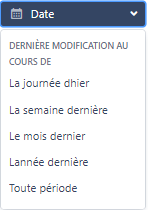 Date
DERNIÈRE MODIFICATION AU
COURS DE
La journée dhier
La semaine dernière
Le mois dernier
Lannée dernière
Toute période